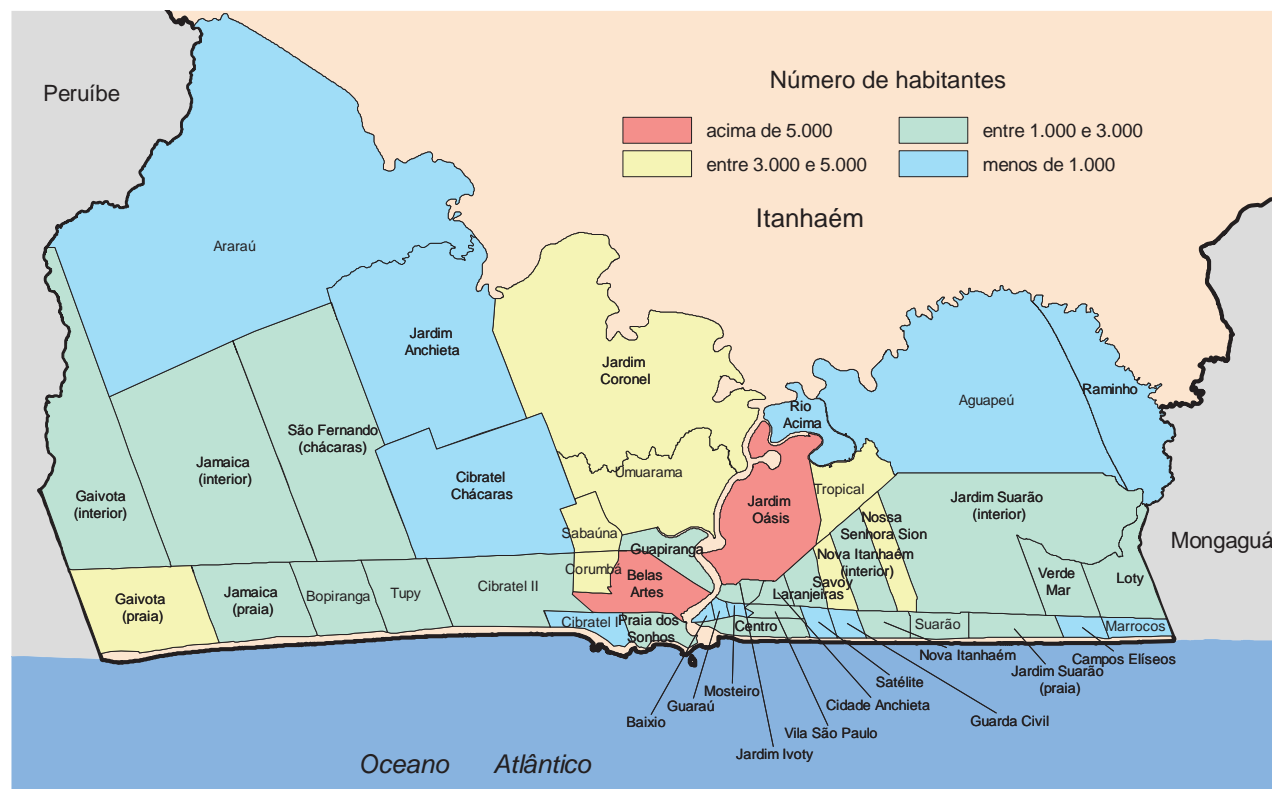 Número de habitantes
acima de 5.000
entre 1.000 e 3.000
entre 3.000 e 5.000
menos de 1.000
Peruíbe
Itanhaém
Araraú
Jardim
Anchieta
Jardim
Coronel
Rio
Acima
Aguapeú
Raminho
São Fernando
(chácaras)
Jamaica
(interior)
Cibratel
Chácaras
Umuarama
Gaivota
(interior)
Jardim
Oásis
Tropical
Jardim Suarão
(interior)
Nossa
Senhora Sion
Sabaúna
Guapiranga
Nova Itanhaém
(interior)
Mongaguá
Corumbá
Belas
Artes
Savoy
Laranjeiras
Verde
Mar
Loty
Gaivota
(praia)
Jamaica
(praia)
Bopiranga
Tupy
Cibratel II
Cibratel I
Praia dos
Sonhos
Centro
Suarão
Marrocos
Nova Itanhaém
Campos Elíseos
Jardim Suarão
(praia)
Satélite
Mosteiro
Guaraú
Cidade Anchieta
Baixio
Guarda Civil
Vila São Paulo
Jardim Ivoty
Oceano Atlântico